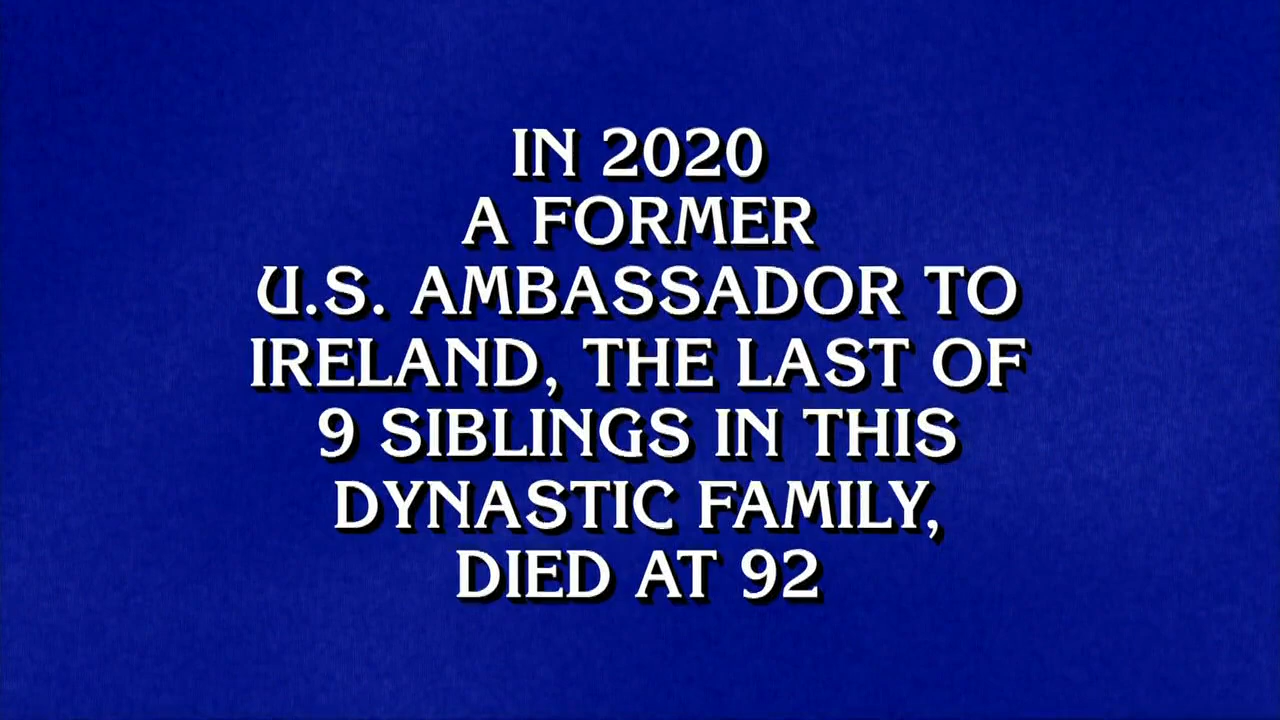 IN 2020
A FORMER
U.S. AMBASSADOR TO
IRELAND, THE LAST OF
9 SIBLINGS IN THIS
DYNASTIC FAMILY,
DIED AT 92